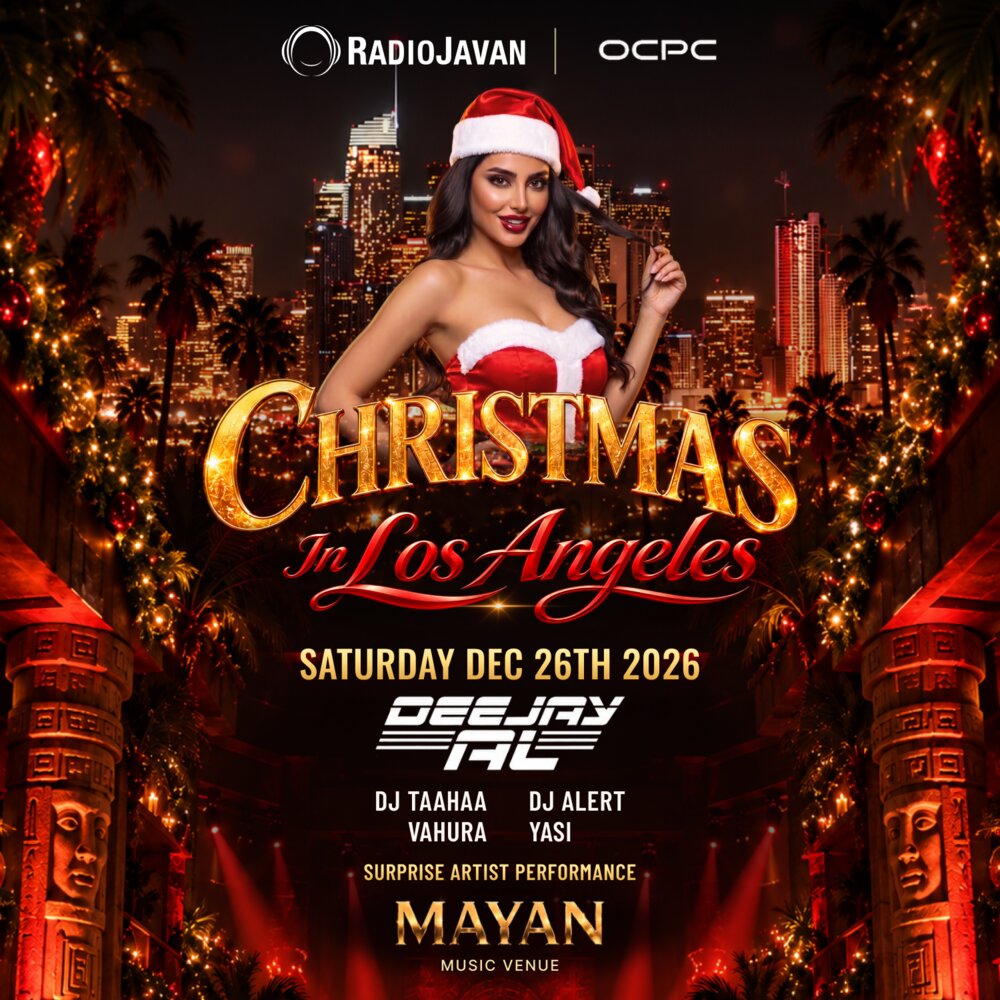 RADIOJAVAN | OCPC
CHRISTMAS
In Los Angeles
SATURDAY DEC 26TH 2026
DEEJAY
AL
DJ TAAHAA DJ ALERT
VAHURA YASI
SURPRISE ARTIST PERFORMANCE
MAYAN
MUSIC VENUE